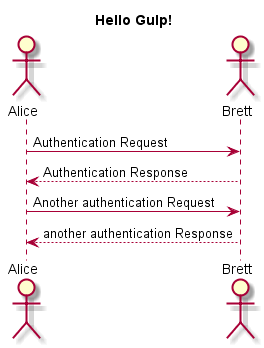 Hello Gulp!
Alice
Brett
Authentication Request
Authentication Response
Another authentication Request
another authentication Response
Alice
Brett